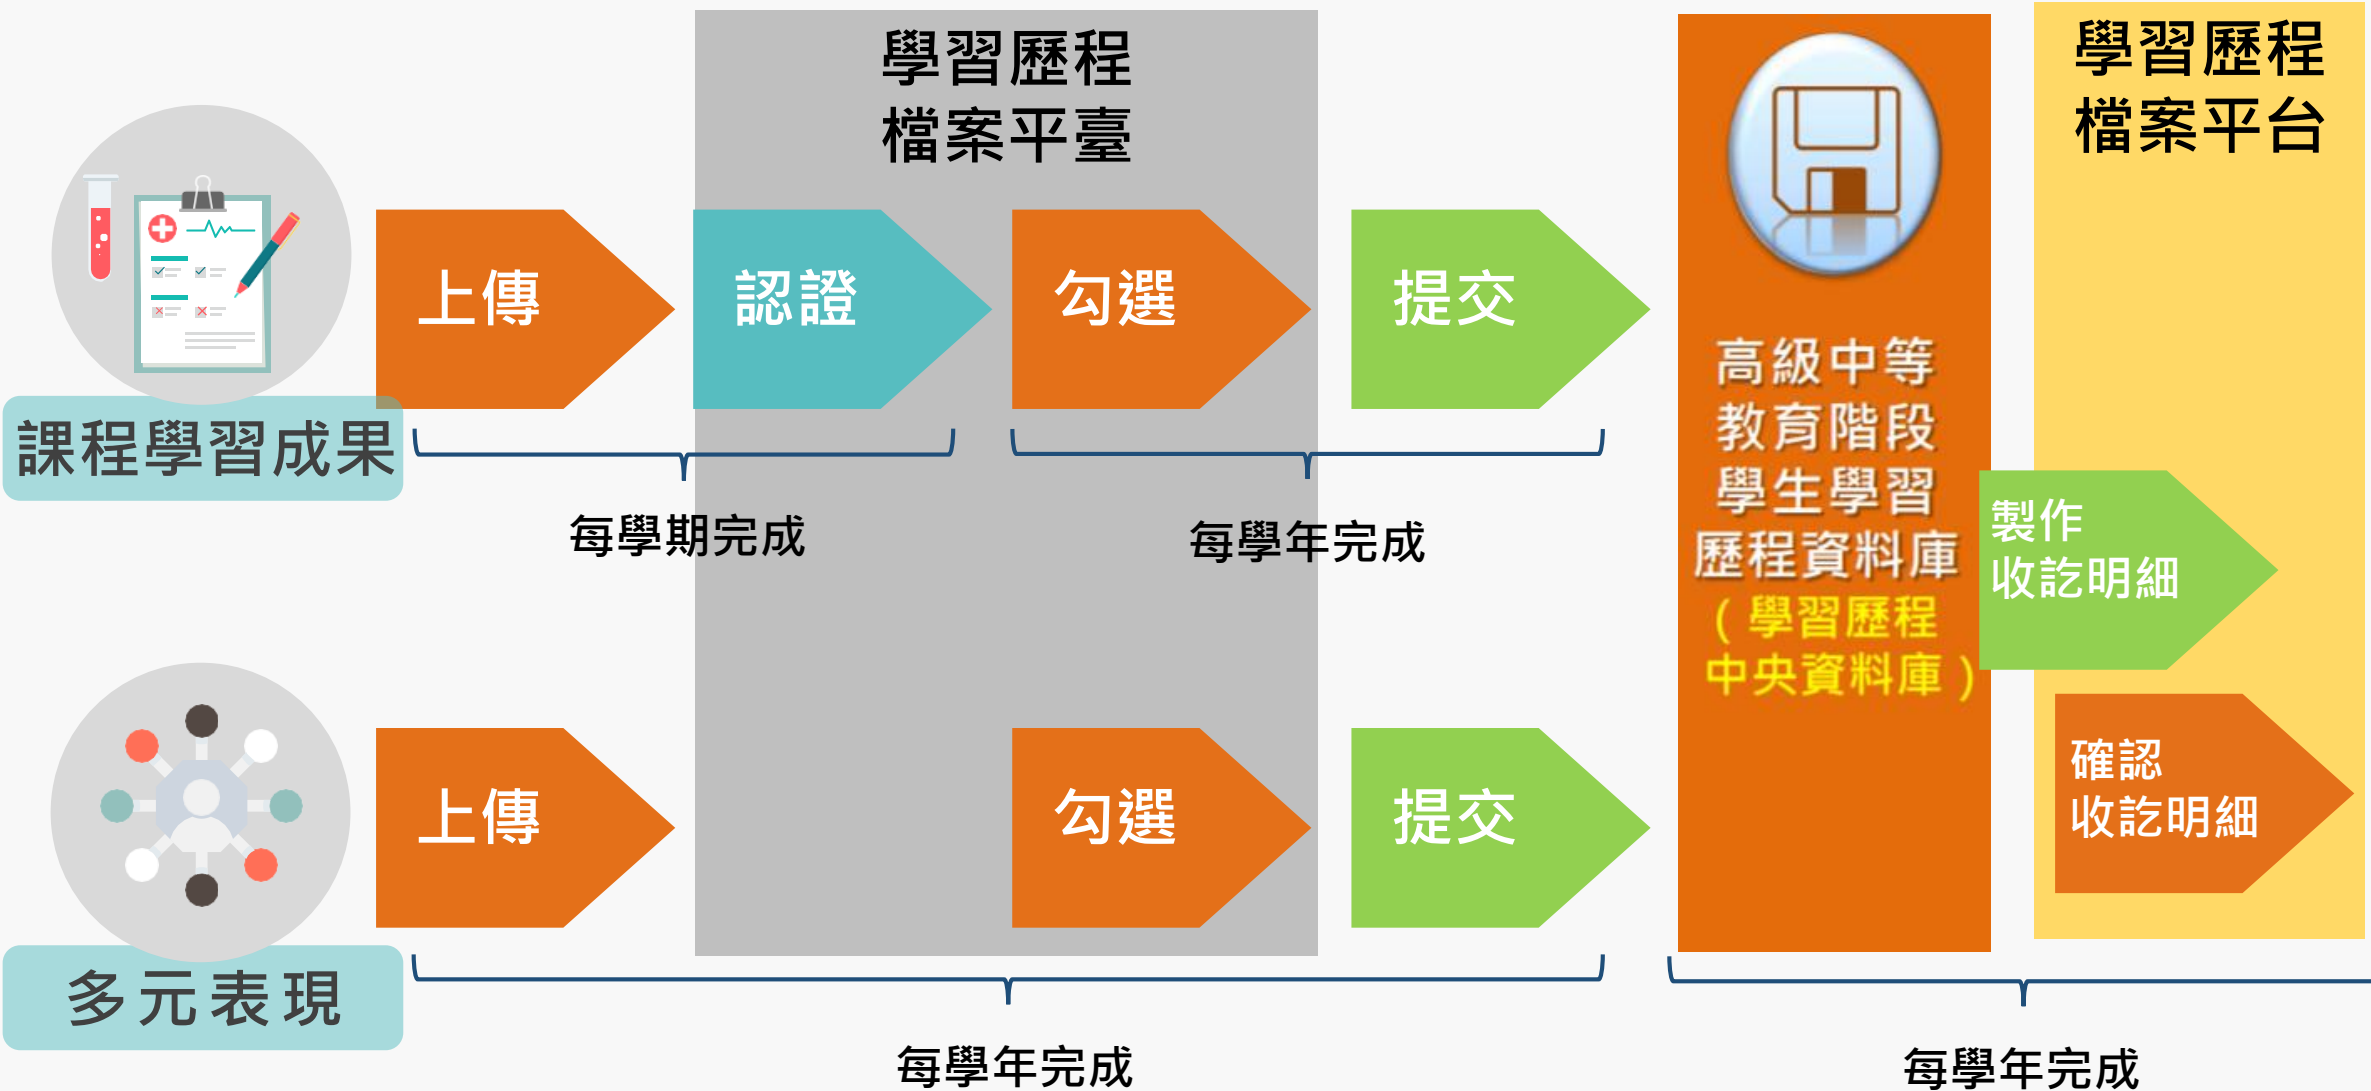 學習歷程
檔案平臺
學習歷程
檔案平台
上傳
認證
勾選
提交
課程學習成果
每學期完成
每學年完成
高級中等
教育階段
學生學習
歷程資料庫
（學習歷程
中央資料庫）
製作
收訖明細
確認
收訖明細
上傳
勾選
提交
多元表現
每學年完成
每學年完成